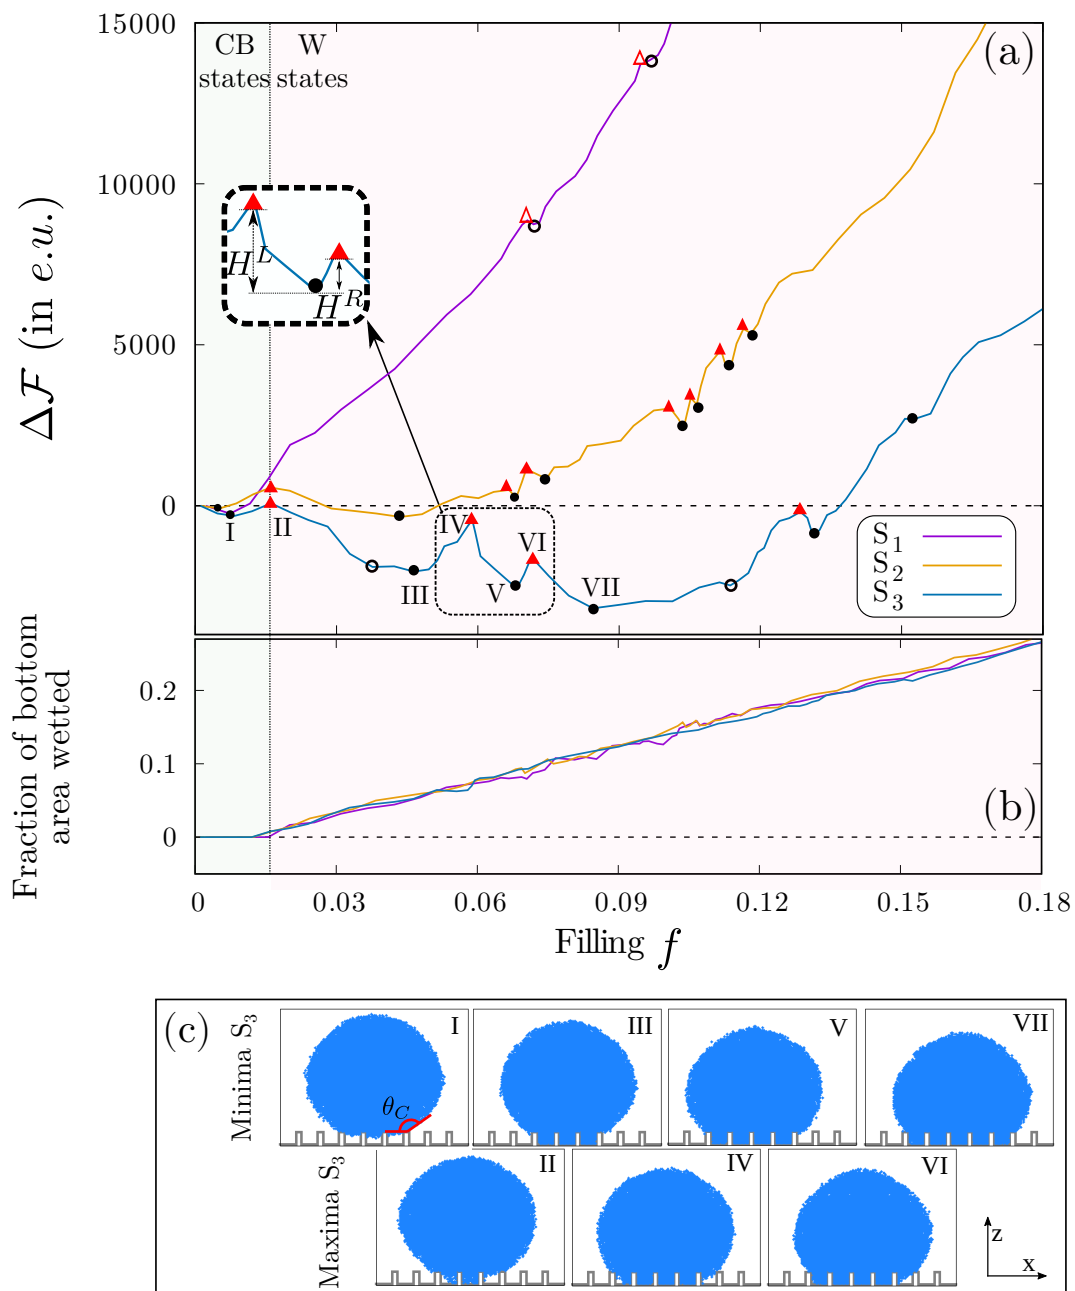 15000
10000
5000
0
ΔF (in e.u.)
CB
states
W
states
(a)
H^L
H^R
I
II
III
IV
V
VI
VII
S1
S2
S3
Fraction of bottom
area wetted
0.2
0.1
0
(b)
0
0.03
0.06
0.09
0.12
0.15
0.18
Filling f
(c)
Minima S3
I
θC
III
V
VII
Maxima S3
II
IV
VI
z
x